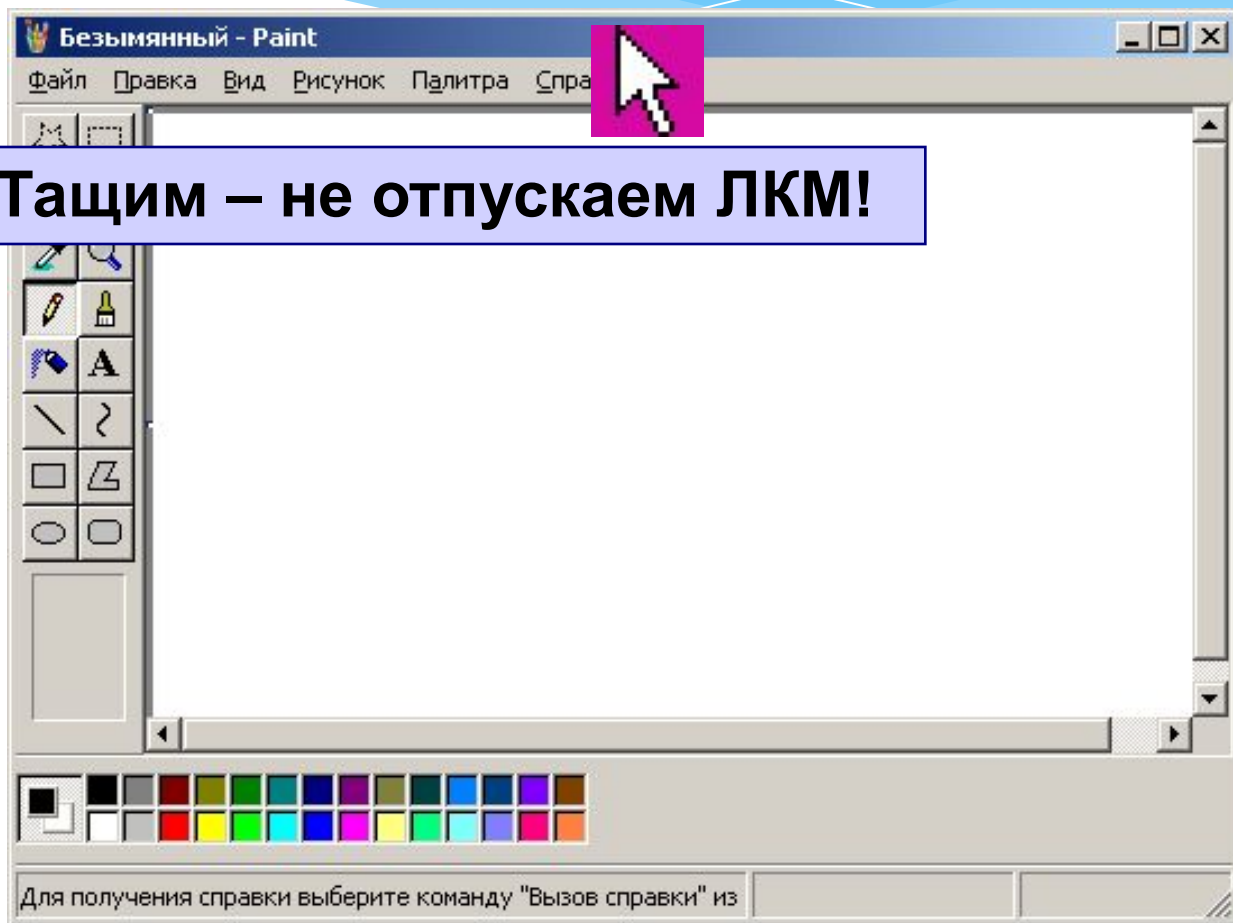 Безымянный - Paint
Файл Правка Вид Рисунок Палитра
Тащим – не отпускаем ЛКМ!
A
Для получения справки выберите команду "Вызов справки" из